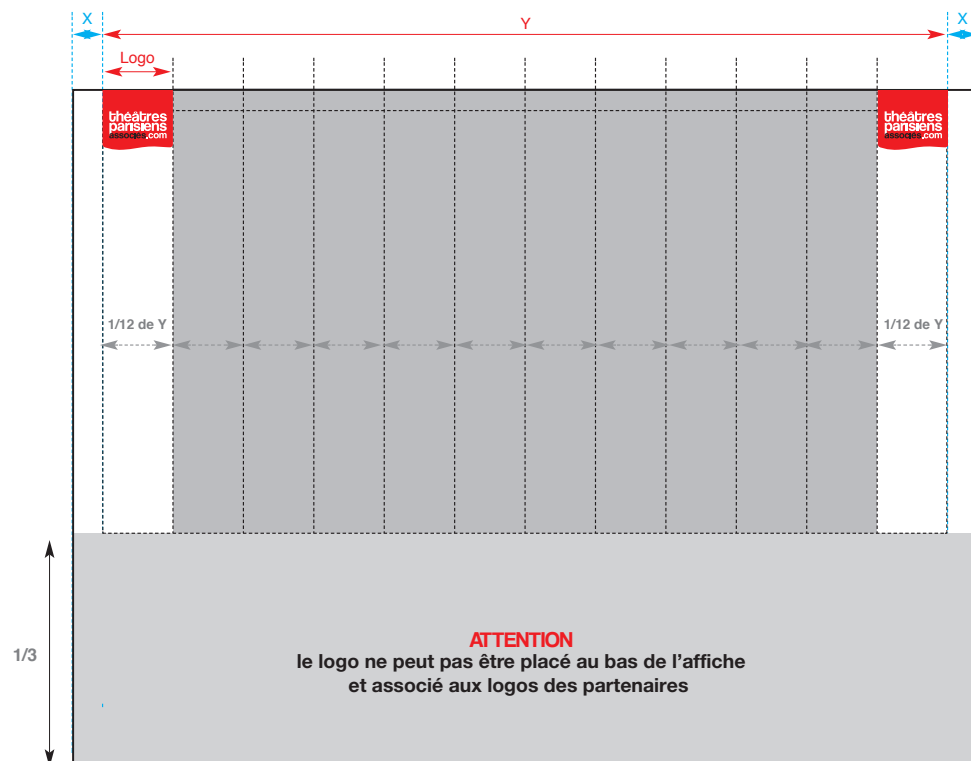 X
Y
X
Logo
théâtres
parisiens
associés.com
théâtres
parisiens
associés.com
1/12 de Y
1/12 de Y
1/3
ATTENTION
le logo ne peut pas être placé au bas de l’affiche
et associé aux logos des partenaires